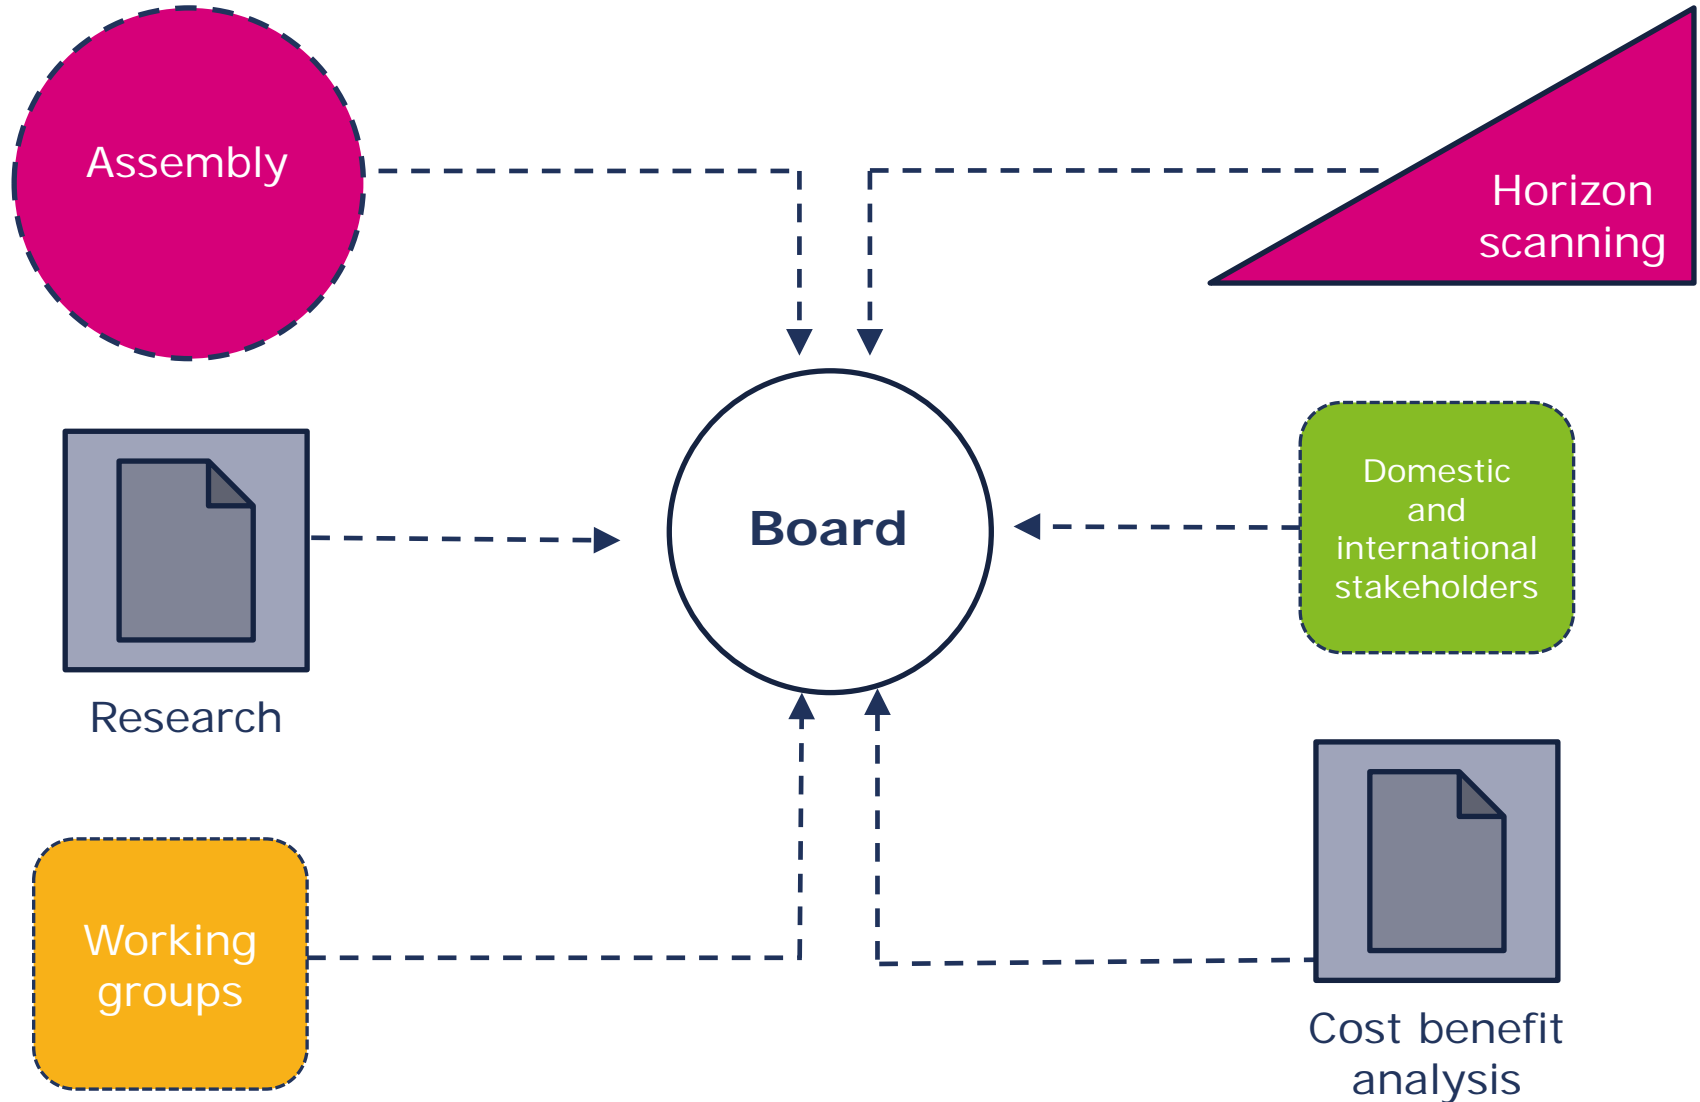 Assembly
Horizon
scanning
Board
Domestic
and
international
stakeholders
Research
Working
groups
Cost benefit
analysis